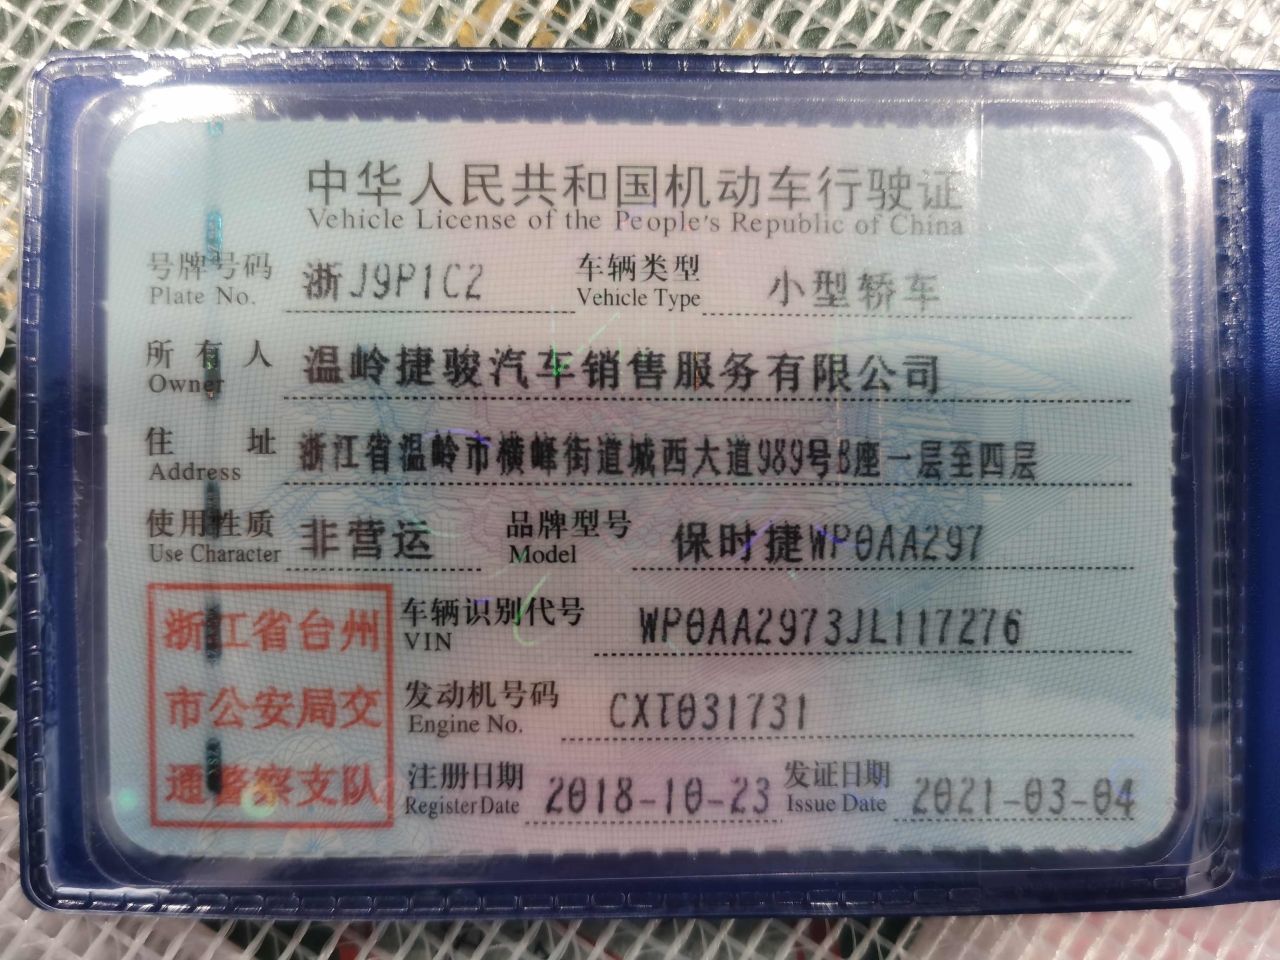 中华人民共和国机动车行驶证
Vehicle License of the People's Republic of China
号牌号码 浙J9P1C2 车辆类型 小型轿车
Plate No. Vehicle Type
所有人 温岭捷骏汽车销售服务有限公司
Owner
住址 浙江省温岭市横峰街道城西大道989号B座一层至四层
Address
使用性质 非营运 品牌型号 保时捷WP0AA297
Use Character Model
浙江省台州
市公安局交
通警察支队
车辆识别代号 WP0AA2973JL117276
VIN
发动机号码 CXT031731
Engine No.
注册日期 2018-10-23 发证日期 2021-03-04
Register Date Issue Date